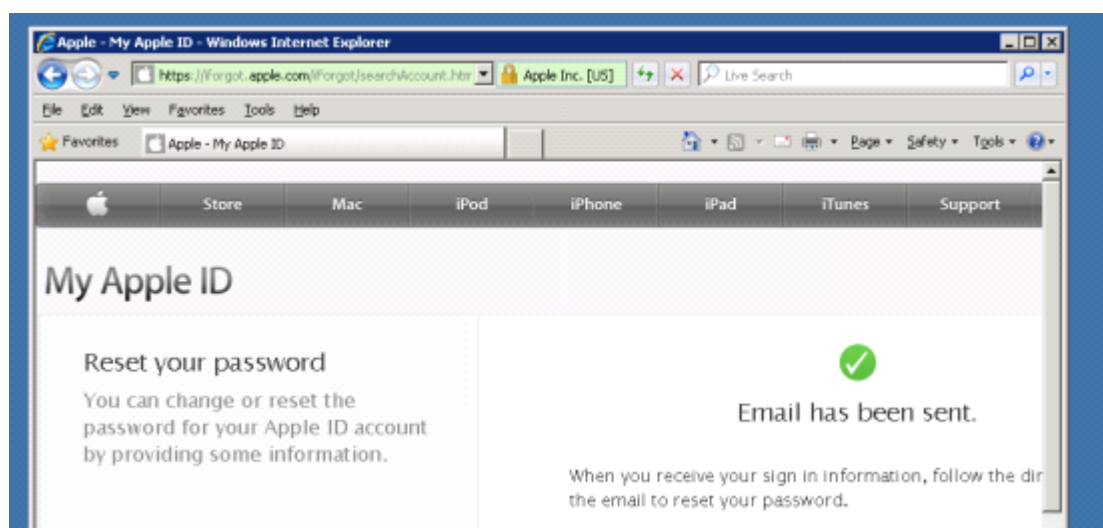 Apple - My Apple ID - Windows Internet Explorer
https://iforgot.apple.com/iForgot/searchAccount.htm Apple Inc. [US] Live Search
File Edit View Favorites Tools Help
Favorites Apple - My Apple ID Page Safety Tools
Store Mac iPod iPhone iPad iTunes Support
My Apple ID
Reset your password
You can change or reset the
password for your Apple ID account
by providing some information.
Email has been sent.
When you receive your sign in information, follow the dir
the email to reset your password.